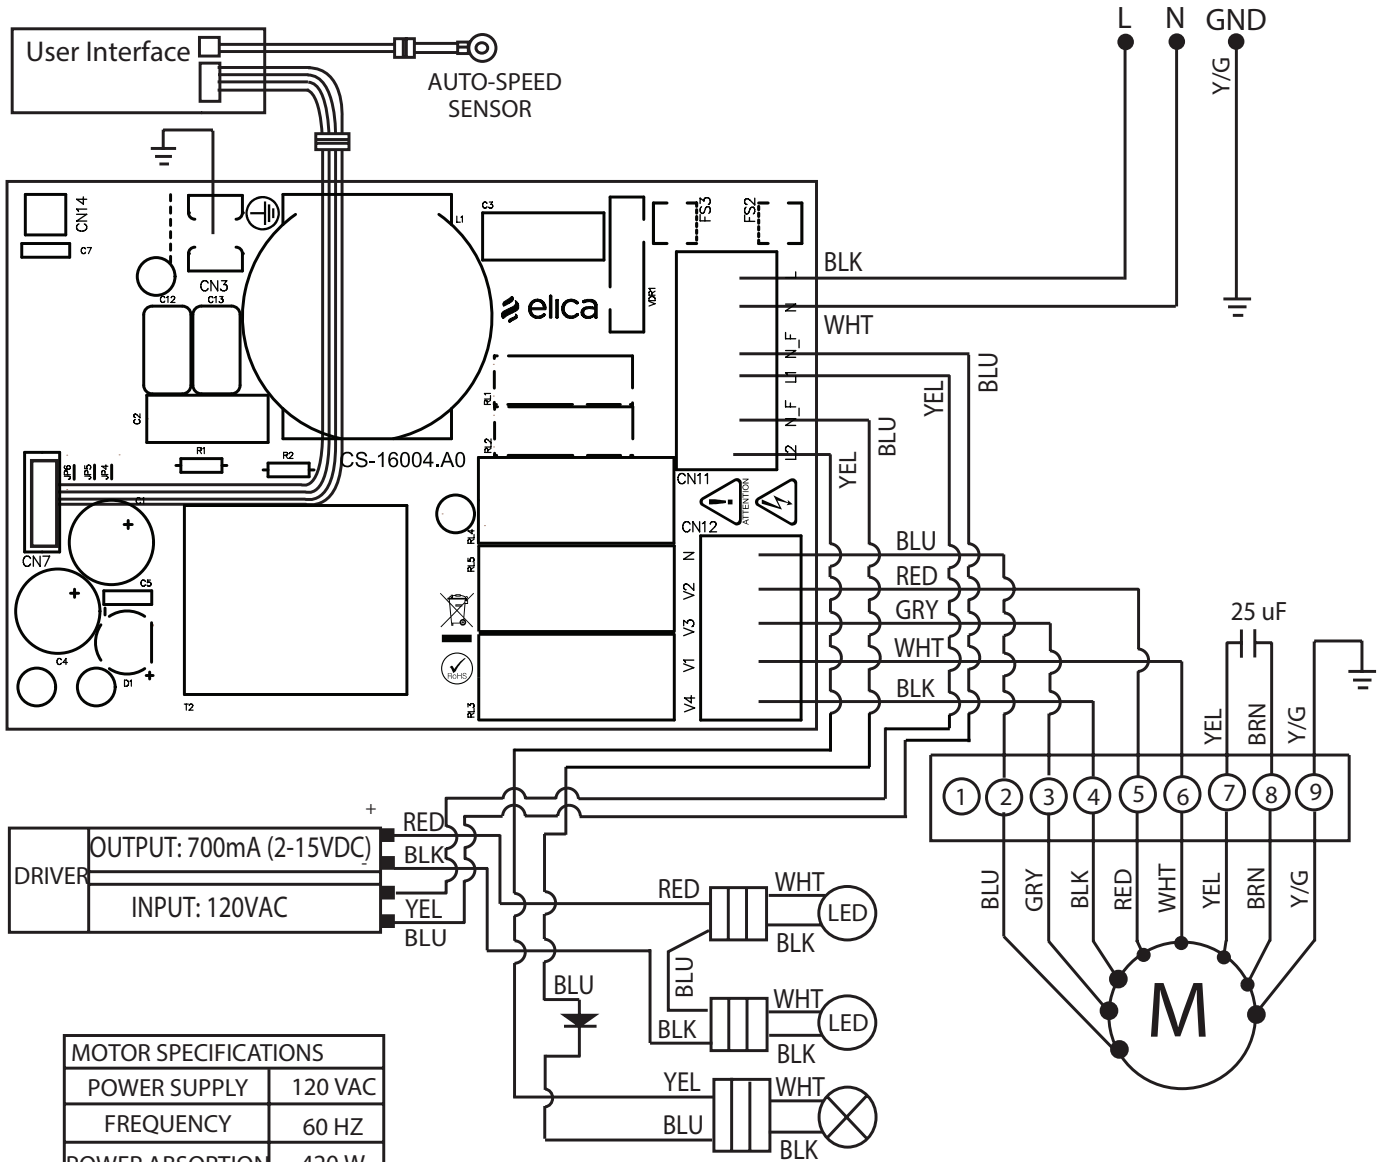 L N GND
User Interface
AUTO-SPEED
SENSOR
Y/G
CN14
C7
CN3
C12
C13
L1
C3
FS3
FS2
VDR1
elica
BLK
N
WHT
N_F
BLU
L1
YEL
N_F
BLU
L2
YEL
RL1
RL2
C2
R1
R2
CS-16004.A0
JP6
JP5
JP4
CN11
ATTENTION
CN12
C1
+
CN7
RL4
RL5
RL3
N
V2
V3
V1
V4
BLU
RED
GRY
WHT
BLK
C5
+
C4
D1
+
T2
RoHS
25 uF
YEL
BRN
Y/G
1 2 3 4 5 6 7 8 9
+
DRIVER
OUTPUT: 700mA (2-15VDC)
-
INPUT: 120VAC
RED
BLK
YEL
BLU
BLU GRY BLK RED WHT YEL BRN Y/G
M
RED
WHT
LED
BLK
BLU
BLU
WHT
LED
BLK
BLK
YEL
WHT
BLU
BLK
MOTOR SPECIFICATIONS
POWER SUPPLY 120 VAC
FREQUENCY 60 HZ
POWER ABSORPTION 420 W